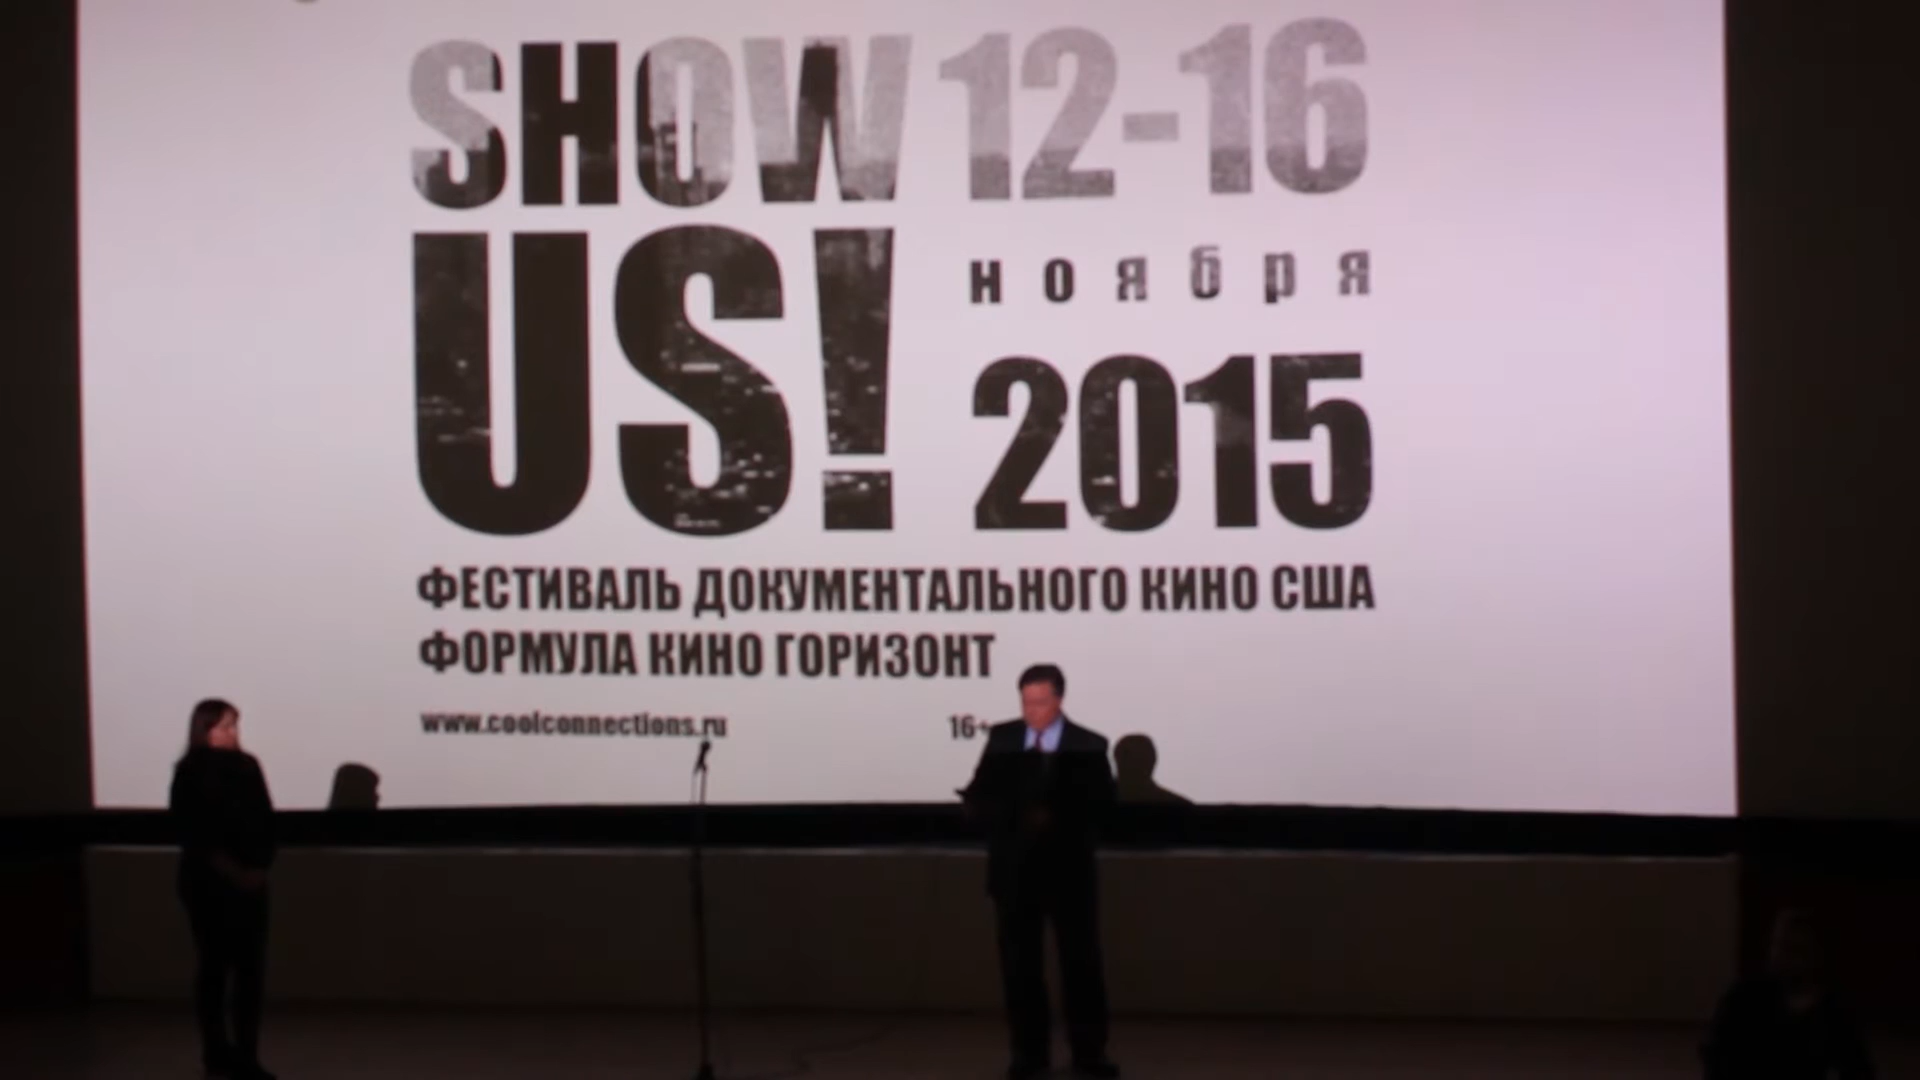 SHOW 12-16
US! ноября
2015
ФЕСТИВАЛЬ ДОКУМЕНТАЛЬНОГО КИНО США
ФОРМУЛА КИНО ГОРИЗОНТ
www.coolconnections.ru 16+